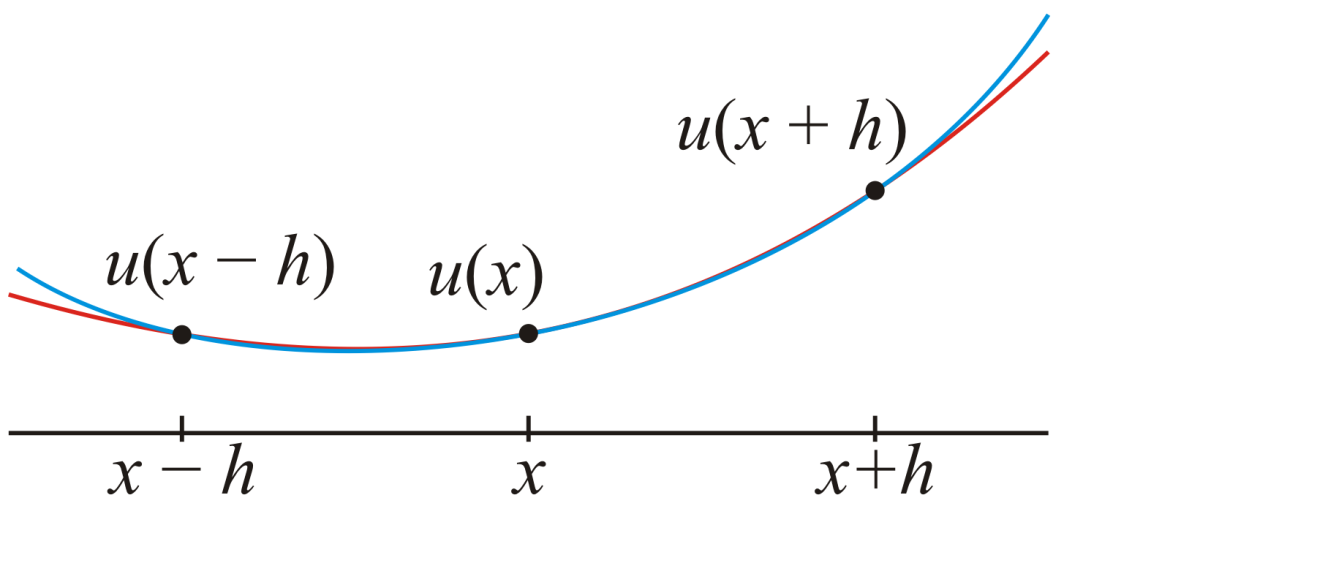 u(x + h)
u(x − h)
u(x)
x − h
x
x+h